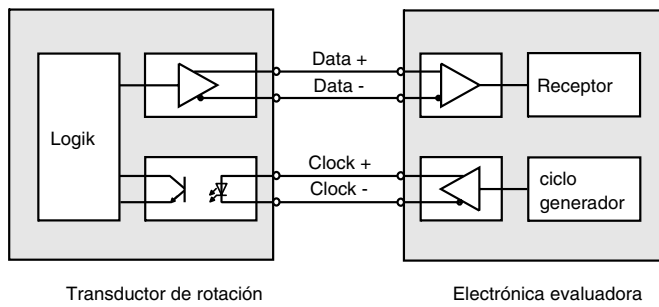 Data +
Data -
Receptor
Logik
Clock +
Clock -
ciclo
generador
Transductor de rotación
Electrónica evaluadora